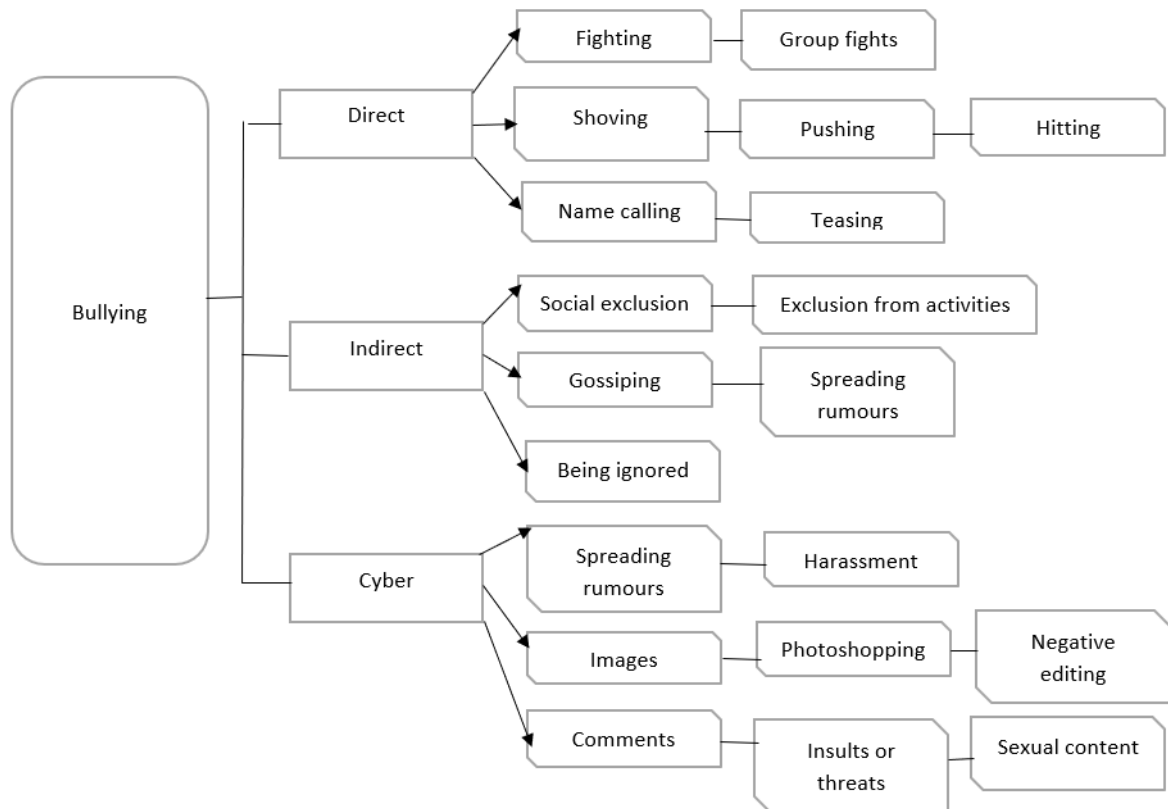 Fighting
Group fights
Direct
Shoving
Pushing
Hitting
Name calling
Teasing
Bullying
Social exclusion
Exclusion from activities
Indirect
Gossiping
Spreading
rumours
Being ignored
Cyber
Spreading
rumours
Harassment
Images
Photoshopping
Negative
editing
Comments
Insults or
threats
Sexual content